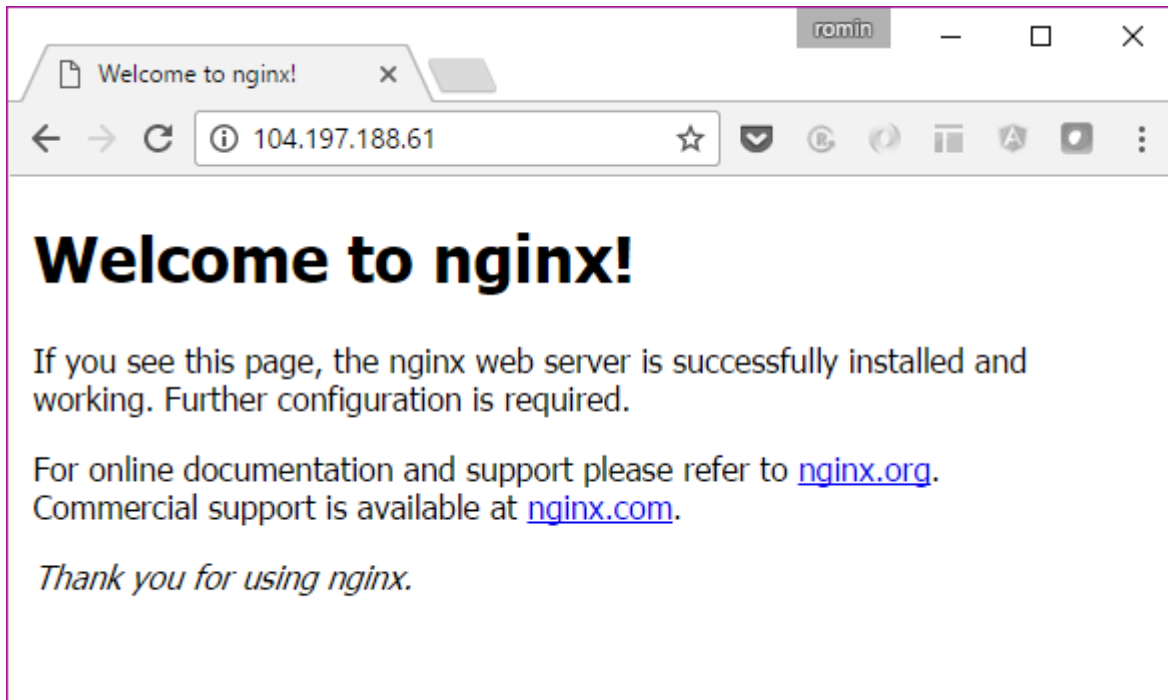 romin
Welcome to nginx!
104.197.188.61
Welcome to nginx!
If you see this page, the nginx web server is successfully installed and
working. Further configuration is required.
For online documentation and support please refer to nginx.org.
Commercial support is available at nginx.com.
Thank you for using nginx.